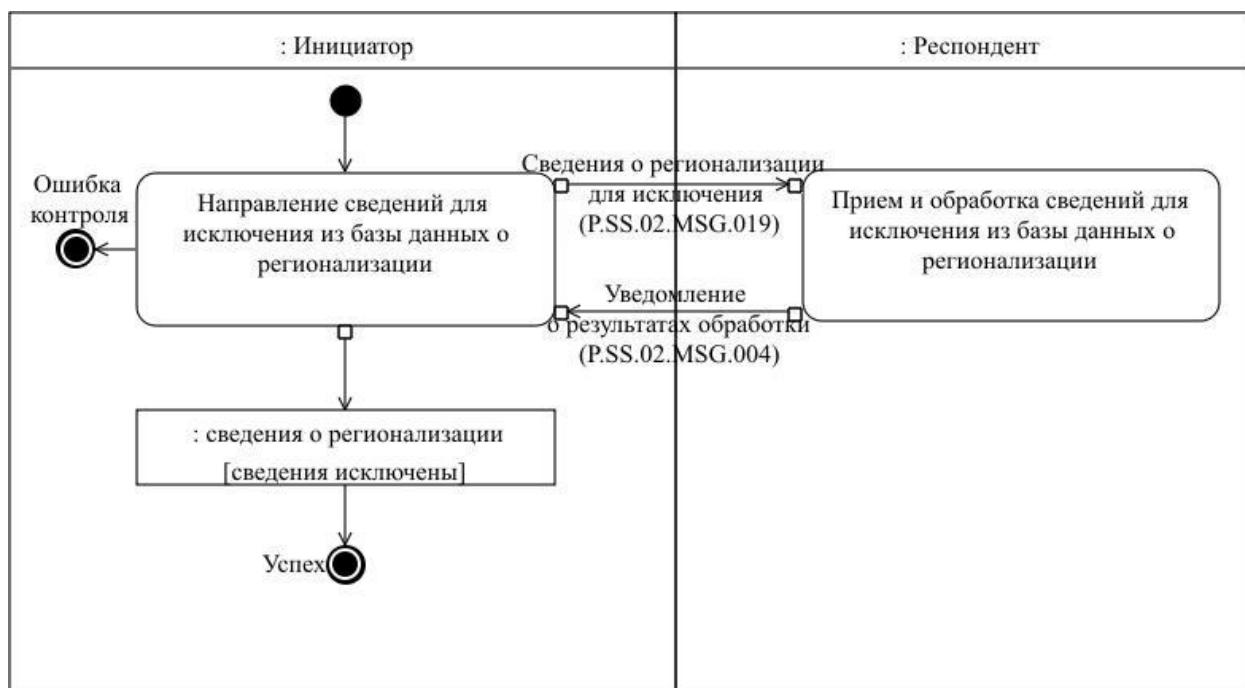 : Инициатор
: Респондент
Ошибка
контроля
Направление сведений для
исключения из базы данных о
регионализации
Сведения о регионализации
для исключения
(P.SS.02.MSG.019)
Прием и обработка сведений для
исключения из базы данных о
регионализации
Уведомление
о результатах обработки
(P.SS.02.MSG.004)
: сведения о регионализации
[сведения исключены]
Успех